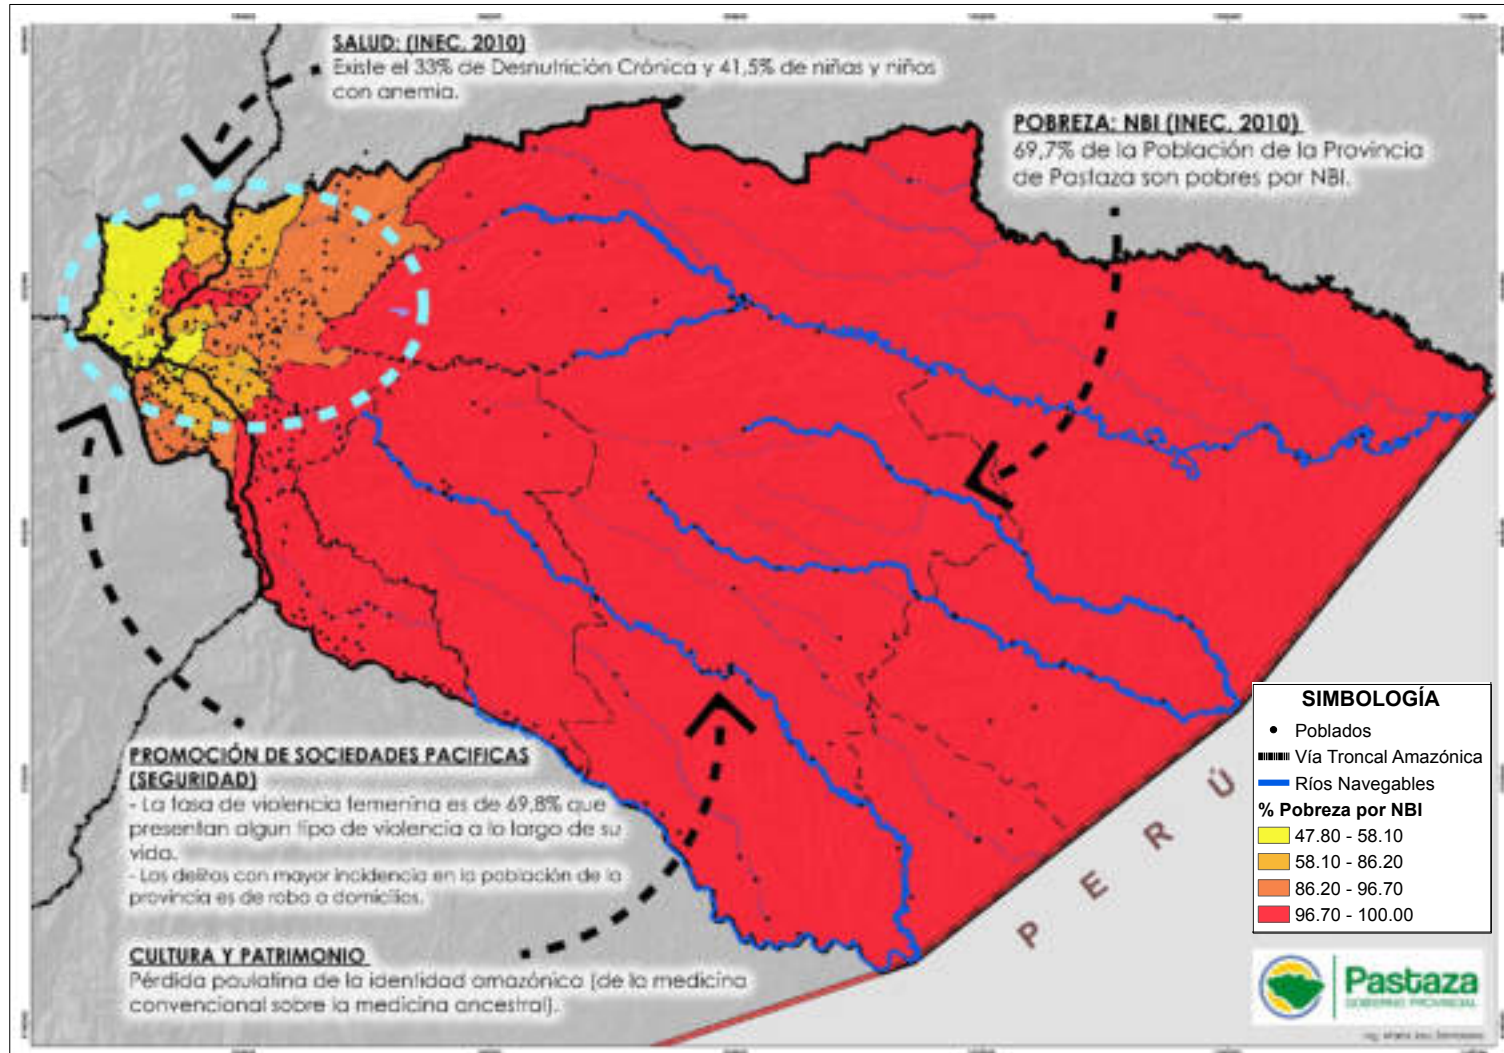 SALUD: (INEC, 2010)
Existe el 33% de Desnutrición Crónica y 41,5% de niñas y niños
con anemia.
POBREZA: NBI (INEC, 2010)
69,7% de la Población de la Provincia
de Pastaza son pobres por NBI.
PROMOCIÓN DE SOCIEDADES PACIFICAS
(SEGURIDAD)
- La tasa de violencia femenina es de 69,8% que
presentan algun tipo de violencia a lo largo de su
vida.
- Los delitos con mayor incidencia en la población de la
provincia es de robo a domicilios.
CULTURA Y PATRIMONIO
Pérdida paulatina de la identidad amazónica (de la medicina
convencional sobre la medicina ancestral).
PERÚ
SIMBOLOGÍA
Poblados
Vía Troncal Amazónica
Ríos Navegables
% Pobreza por NBI
47.80 - 58.10
58.10 - 86.20
86.20 - 96.70
96.70 - 100.00
Pastaza
GOBIERNO PROVINCIAL